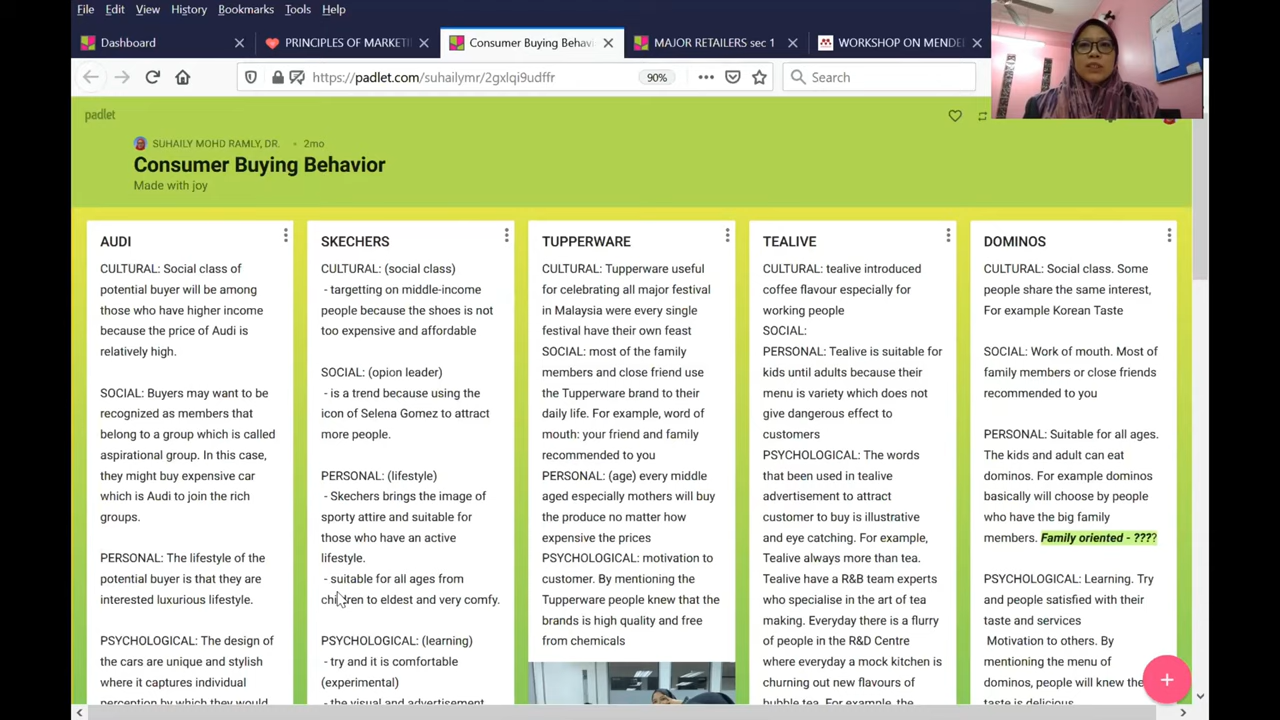 File Edit View History Bookmarks Tools Help
Dashboard
PRINCIPLES OF MARKETI
Consumer Buying Behavi
MAJOR RETAILERS sec 1
WORKSHOP ON MENDE
https://padlet.com/suhailymr/2gxlqi9udffr
90%
Search
padlet
SUHAILY MOHD RAMLY, DR. • 2mo
Consumer Buying Behavior
Made with joy
AUDI
CULTURAL: Social class of
potential buyer will be among
those who have higher income
because the price of Audi is
relatively high.
SOCIAL: Buyers may want to be
recognized as members that
belong to a group which is called
aspirational group. In this case,
they might buy expensive car
which is Audi to join the rich
groups.
PERSONAL: The lifestyle of the
potential buyer is that they are
interested luxurious lifestyle.
PSYCHOLOGICAL: The design of
the cars are unique and stylish
where it captures individual
perception by which they would
SKECHERS
CULTURAL: (social class)
- targetting on middle-income
people because the shoes is not
too expensive and affordable
SOCIAL: (opion leader)
- is a trend because using the
icon of Selena Gomez to attract
more people.
PERSONAL: (lifestyle)
- Skechers brings the image of
sporty attire and suitable for
those who have an active
lifestyle.
- suitable for all ages from
children to eldest and very comfy.
PSYCHOLOGICAL: (learning)
- try and it is comfortable
(experimental)
- the visual and advertisement
TUPPERWARE
CULTURAL: Tupperware useful
for celebrating all major festival
in Malaysia were every single
festival have their own feast
SOCIAL: most of the family
members and close friend use
the Tupperware brand to their
daily life. For example, word of
mouth: your friend and family
recommended to you
PERSONAL: (age) every middle
aged especially mothers will buy
the produce no matter how
expensive the prices
PSYCHOLOGICAL: motivation to
customer. By mentioning the
Tupperware people knew that the
brands is high quality and free
from chemicals
TEALIVE
CULTURAL: tealive introduced
coffee flavour especially for
working people
SOCIAL:
PERSONAL: Tealive is suitable for
kids until adults because their
menu is variety which does not
give dangerous effect to
customers
PSYCHOLOGICAL: The words
that been used in tealive
advertisement to attract
customer to buy is illustrative
and eye catching. For example,
Tealive always more than tea.
Tealive have a R&B team experts
who specialise in the art of tea
making. Everyday there is a flurry
of people in the R&D Centre
where everyday a mock kitchen is
churning out new flavours of
bubble tea. For example, the
DOMINOS
CULTURAL: Social class. Some
people share the same interest,
For example Korean Taste
SOCIAL: Work of mouth. Most of
family members or close friends
recommended to you
PERSONAL: Suitable for all ages.
The kids and adult can eat
dominos. For example dominos
basically will choose by people
who have the big family
members. Family oriented - ????
PSYCHOLOGICAL: Learning. Try
and people satisfied with their
taste and services
Motivation to others. By
mentioning the menu of
dominos, people will knew the
taste is delicious